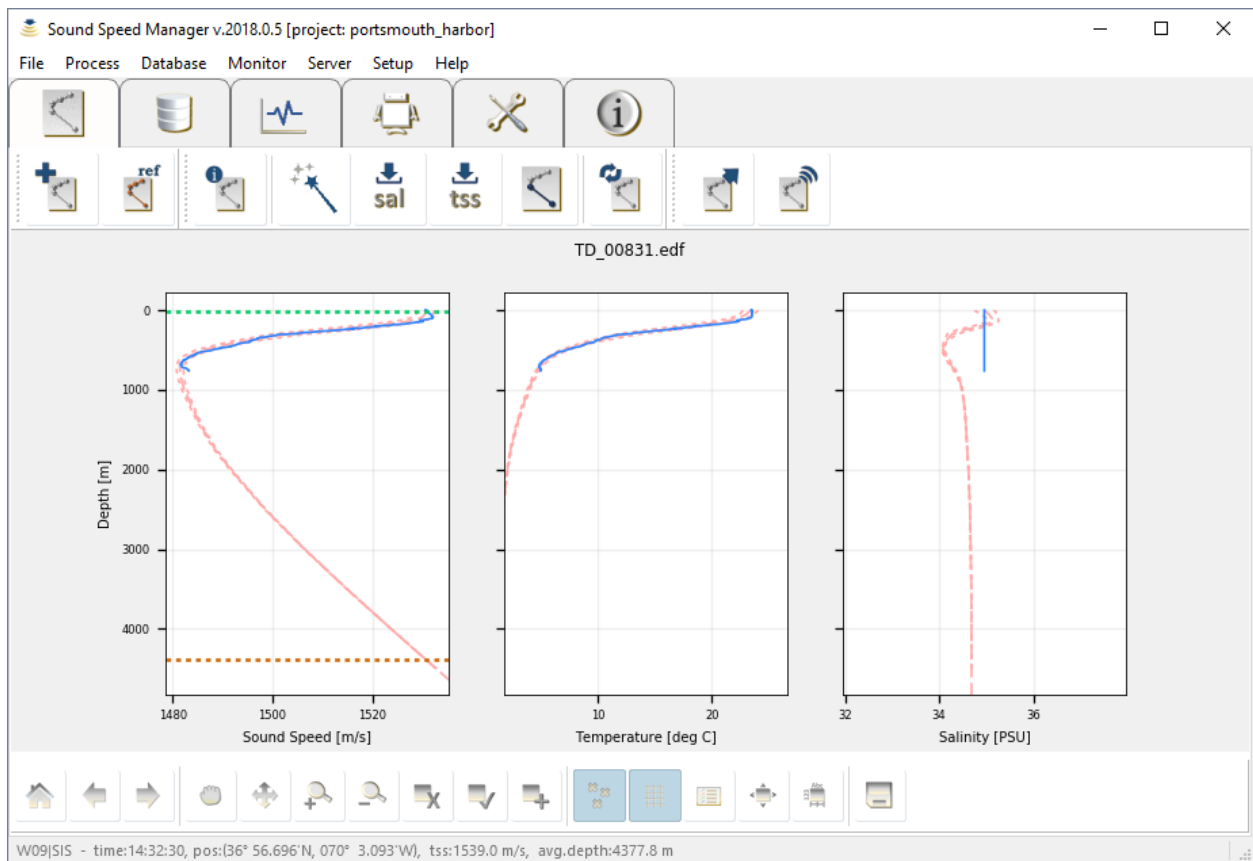 Sound Speed Manager v.2018.0.5 [project: portsmouth_harbor]
File Process Database Monitor Server Setup Help
ref
sal
tss
TD_00831.edf
0
1000
2000
3000
4000
Depth [m]
1480 1500 1520
Sound Speed [m/s]
10 20
Temperature [deg C]
32 34 36
Salinity [PSU]
W09|SIS - time:14:32:30, pos:(36° 56.696'N, 070° 3.093'W), tss:1539.0 m/s, avg.depth:4377.8 m